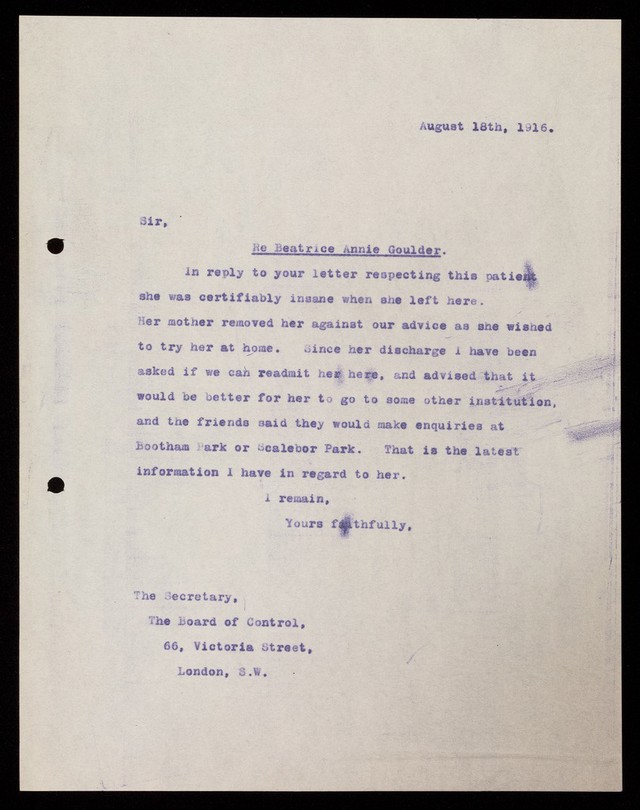 August 18th, 1916.
Sir,
Re Beatrice Annie Goulder.
In reply to your letter respecting this patient
she was certifiably insane when she left here.
Her mother removed her against our advice as she wished
to try her at home. Since her discharge I have been
asked if we can readmit her here, and advised that it
would be better for her to go to some other institution,
and the friends said they would make enquiries at
Bootham Park or Scalebor Park. That is the latest
information I have in regard to her.
I remain,
Yours faithfully,
The Secretary,
The Board of Control,
66, Victoria Street,
London, S.W.